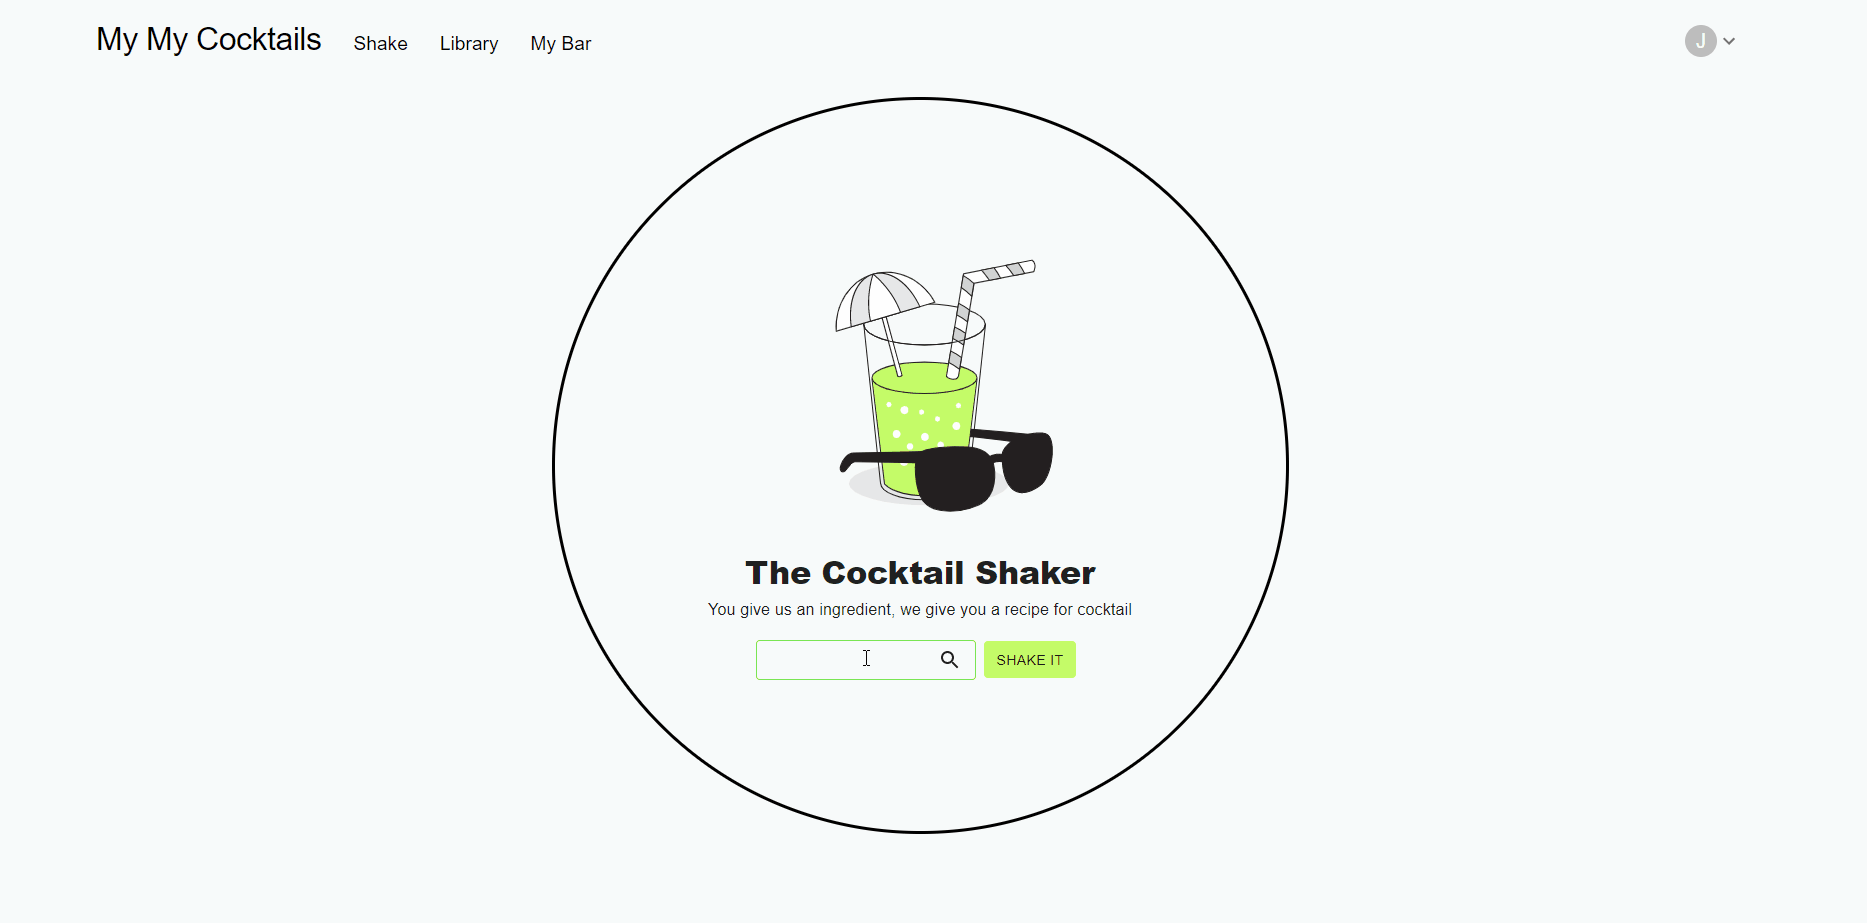 My My Cocktails Shake Library My Bar J
The Cocktail Shaker
You give us an ingredient, we give you a recipe for cocktail
SHAKE IT